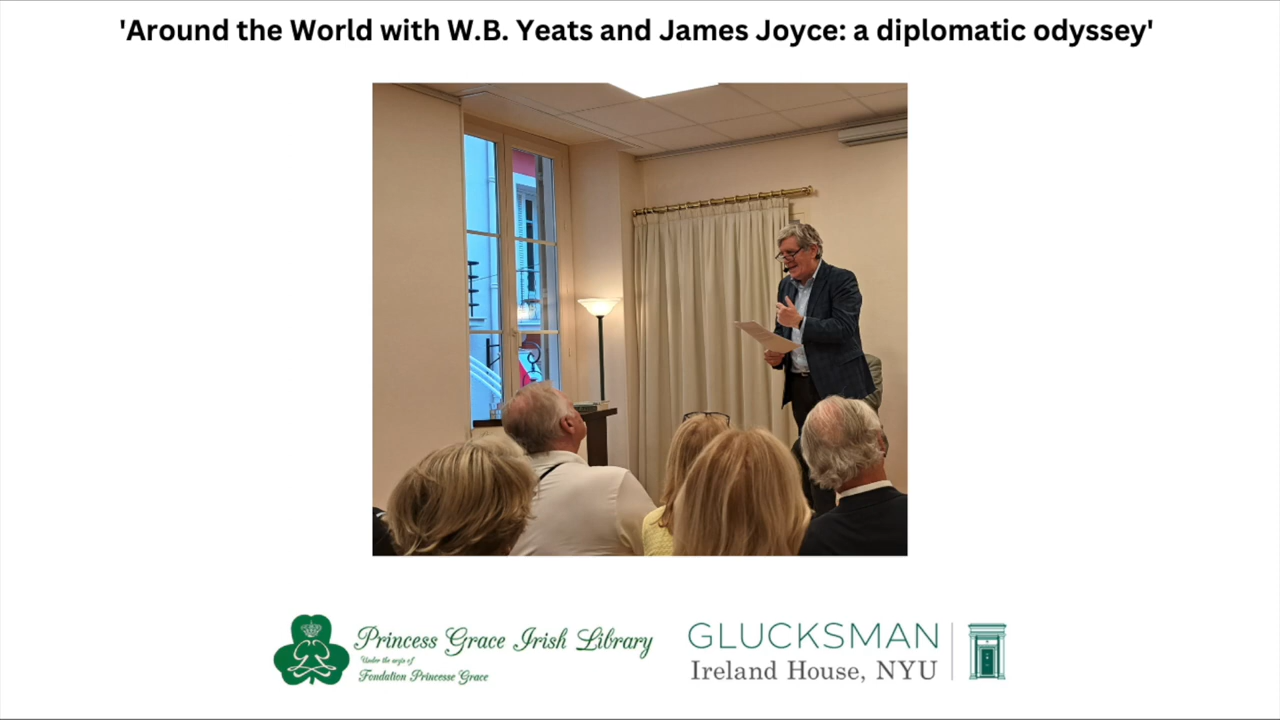 'Around the World with W.B. Yeats and James Joyce: a diplomatic odyssey'
Princess Grace Irish Library
Under the aegis of
Fondation Princesse Grace
GLUCKSMAN
Ireland House, NYU